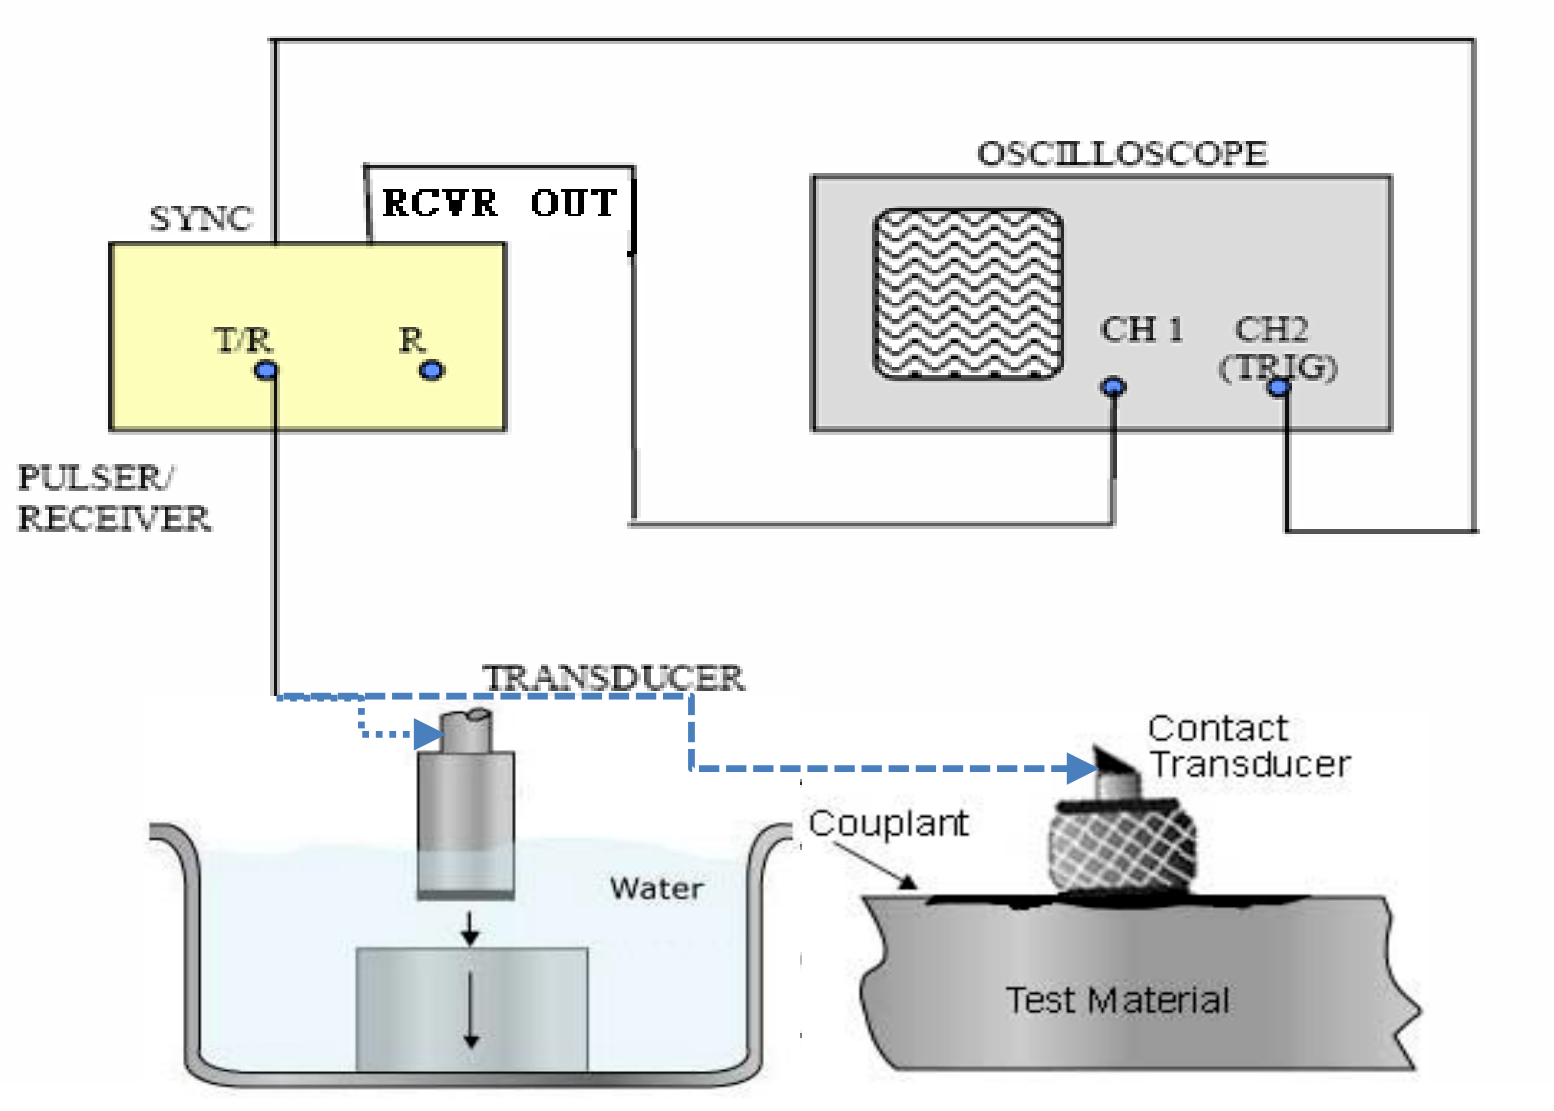 OSCILLOSCOPE
RCVR OUT
SYNC
T/R
R
CH 1
CH2
(TRIG)
PULSER/
RECEIVER
TRANSDUCER
Contact
Transducer
Couplant
Water
Test Material